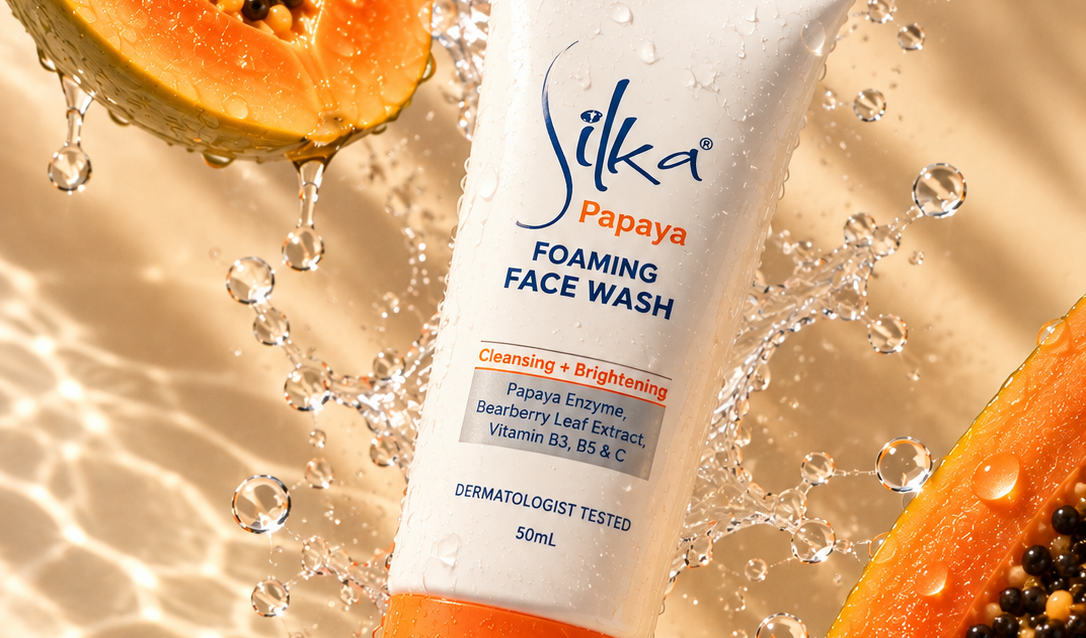 Silka®
Papaya
FOAMING
FACE WASH
Cleansing + Brightening
Papaya Enzyme,
Bearberry Leaf Extract,
Vitamin B3, B5 & C
DERMATOLOGIST TESTED
50mL